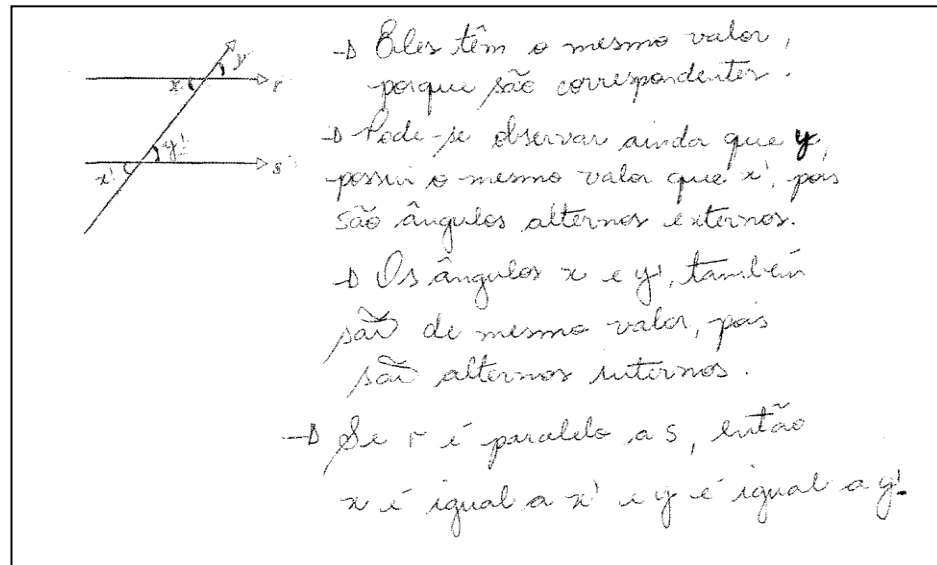 y
x
r
y'
x'
s
→ Eles têm o mesmo valor,
porque são correspondentes.
→ Pode-se observar ainda que y,
possui o mesmo valor que x', pois
são ângulos alternos externos.
→ Os ângulos x e y', também
são de mesmo valor, pois
são alternos internos.
→ Se r é paralelo a s, então
x é igual a x' e y é igual a y'.